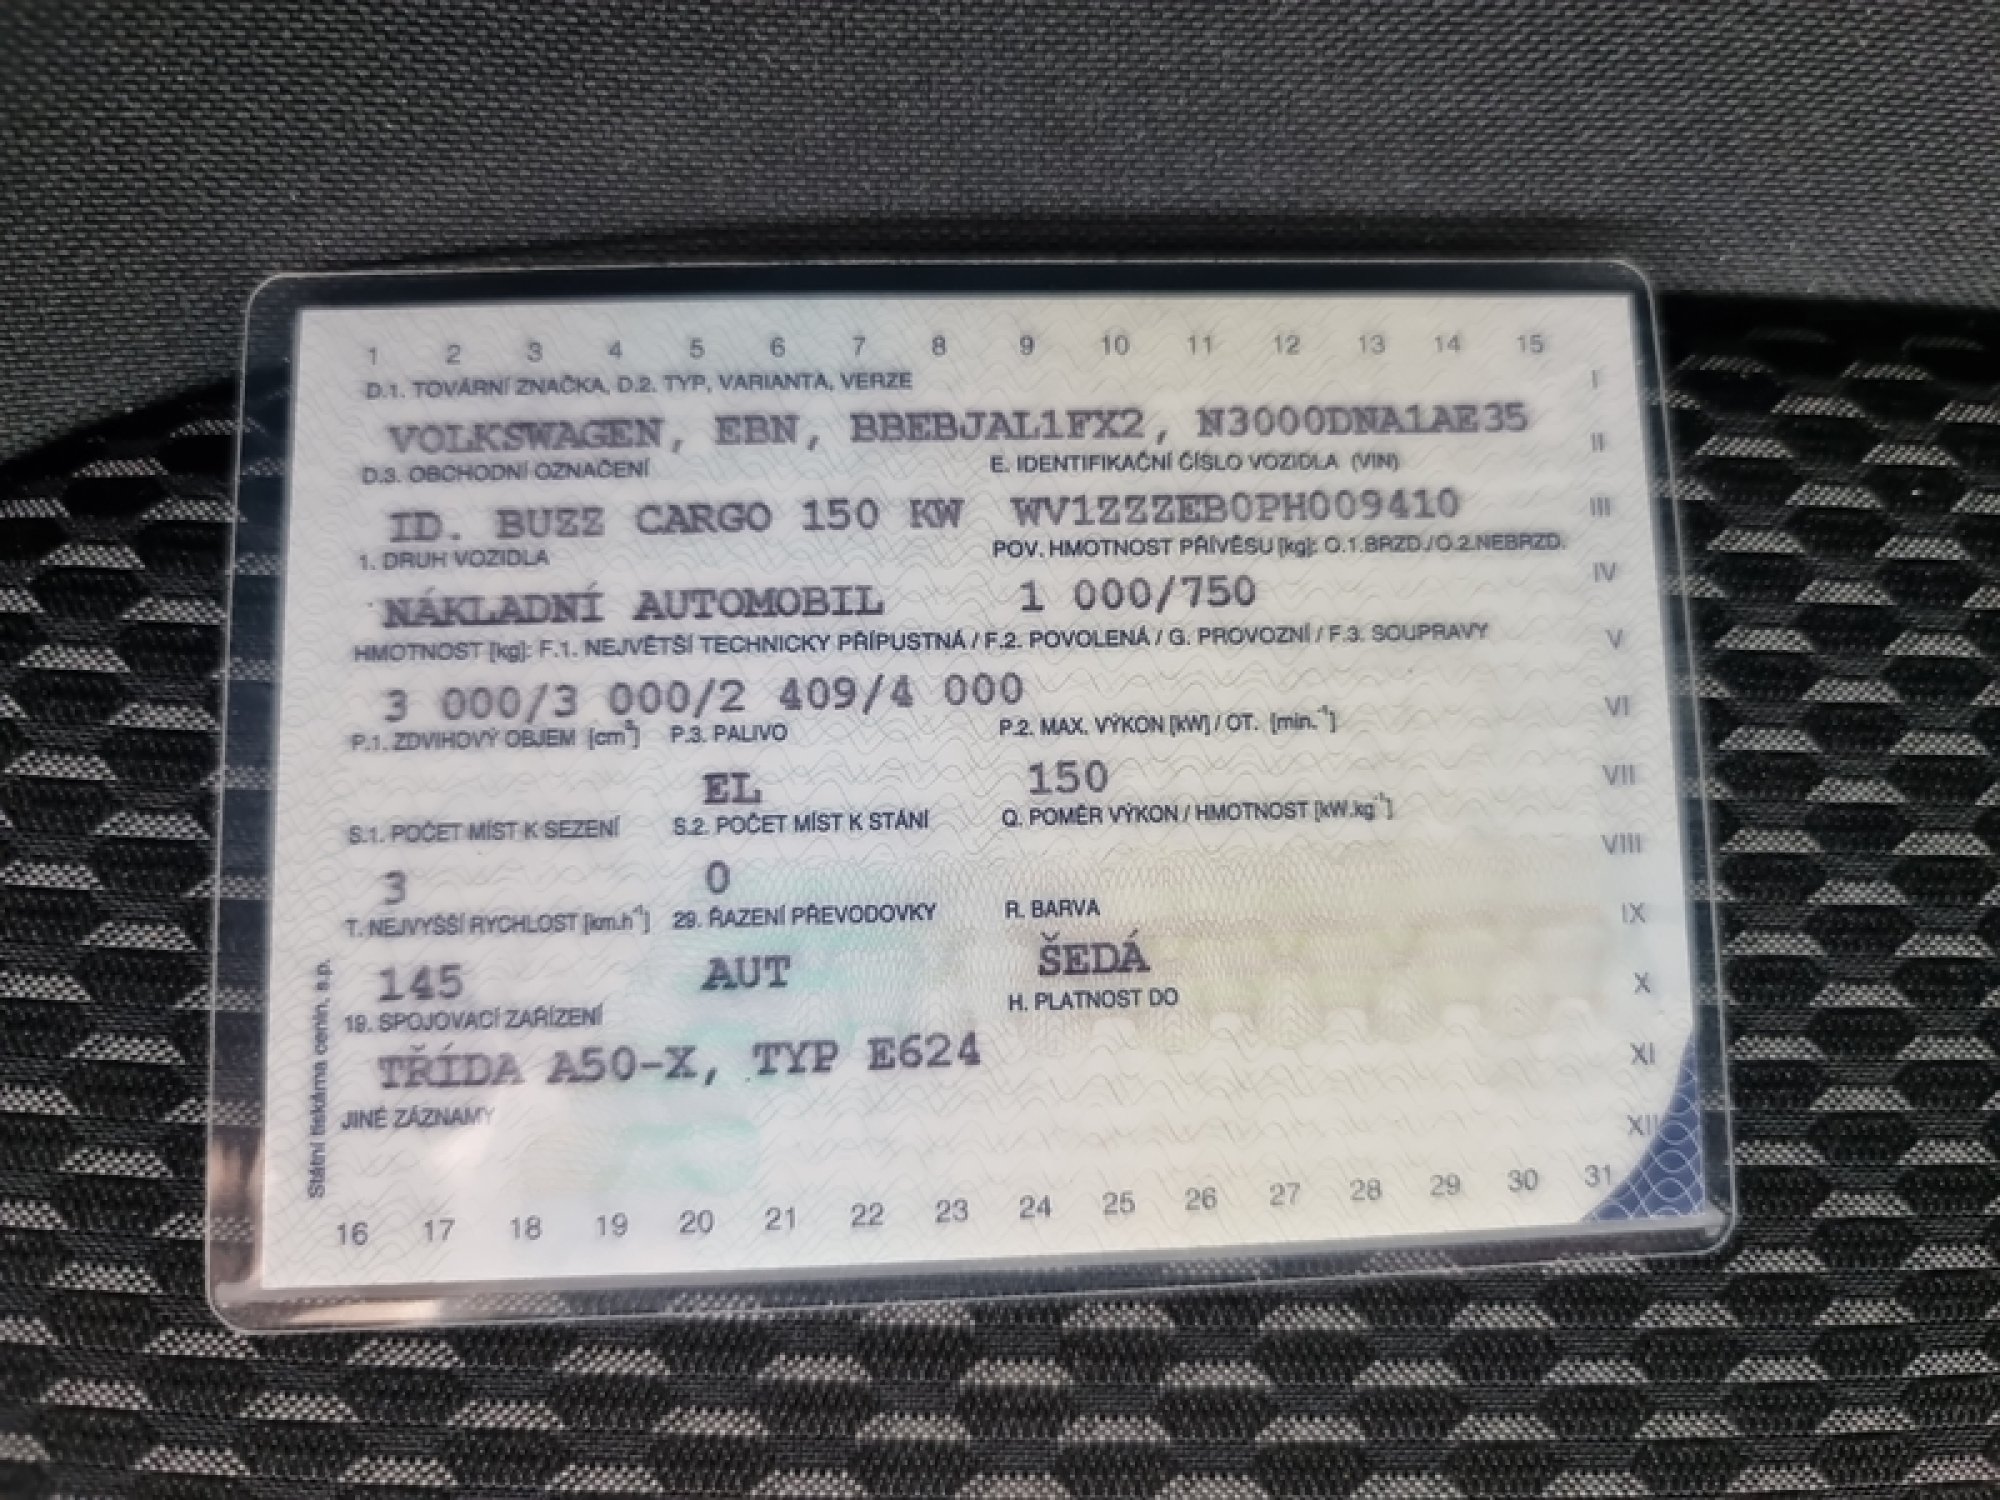 1 2 3 4 5 6 7 8 9 10 11 12 13 14 15
D.1. TOVÁRNÍ ZNAČKA, D.2. TYP, VARIANTA, VERZE
I
VOLKSWAGEN, EBN, BBEBJAL1FX2, N3000DNA1AE35
II
D.3. OBCHODNÍ OZNAČENÍ E. IDENTIFIKAČNÍ ČÍSLO VOZIDLA (VIN)
ID. BUZZ CARGO 150 KW WV1ZZZEB0PH009410
III
1. DRUH VOZIDLA POV. HMOTNOST PŘÍVĚSU [kg]: O.1.BRZD./O.2.NEBRZD.
IV
NÁKLADNÍ AUTOMOBIL 1 000/750
HMOTNOST [kg]: F.1. NEJVĚTŠÍ TECHNICKY PŘÍPUSTNÁ / F.2. POVOLENÁ / G. PROVOZNÍ / F.3. SOUPRAVY
V
3 000/3 000/2 409/4 000
VI
P.1. ZDVIHOVÝ OBJEM [cm³] P.3. PALIVO P.2. MAX. VÝKON [kW] / OT. [min.⁻¹]
EL 150
VII
S.1. POČET MÍST K SEZENÍ S.2. POČET MÍST K STÁNÍ Q. POMĚR VÝKON / HMOTNOST [kW.kg⁻¹]
VIII
3 0
T. NEJVYŠŠÍ RYCHLOST [km.h⁻¹] 29. ŘAZENÍ PŘEVODOVKY R. BARVA
IX
145 AUT ŠEDÁ
X
19. SPOJOVACÍ ZAŘÍZENÍ H. PLATNOST DO
TŘÍDA A50-X, TYP E624
XI
JINÉ ZÁZNAMY
XII
16 17 18 19 20 21 22 23 24 25 26 27 28 29 30 31
Státní tiskárna cenin, s.p.